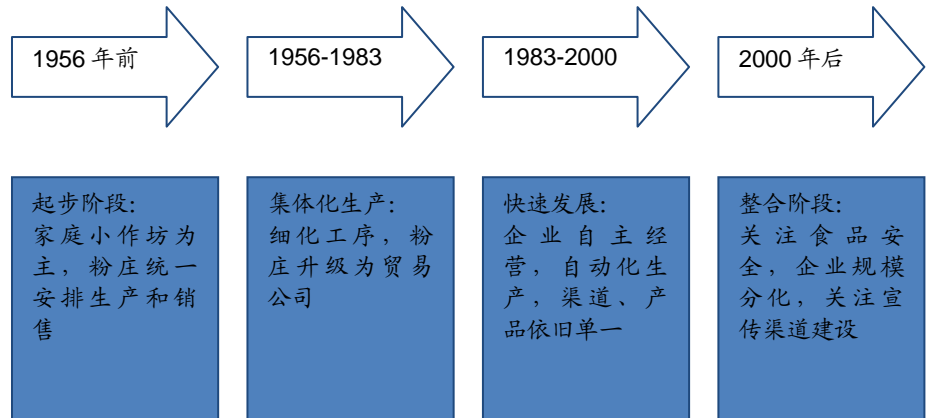 1956 年前
1956-1983
1983-2000
2000 年后
起步阶段：
家庭小作坊为
主，粉庄统一
安排生产和销
售
集体化生产：
细化工序，粉
庄升级为贸易
公司
快速发展：
企业自主经
营，自动化生
产，渠道、产
品依旧单一
整合阶段：
关注食品安
全，企业规模
分化，关注宣
传渠道建设